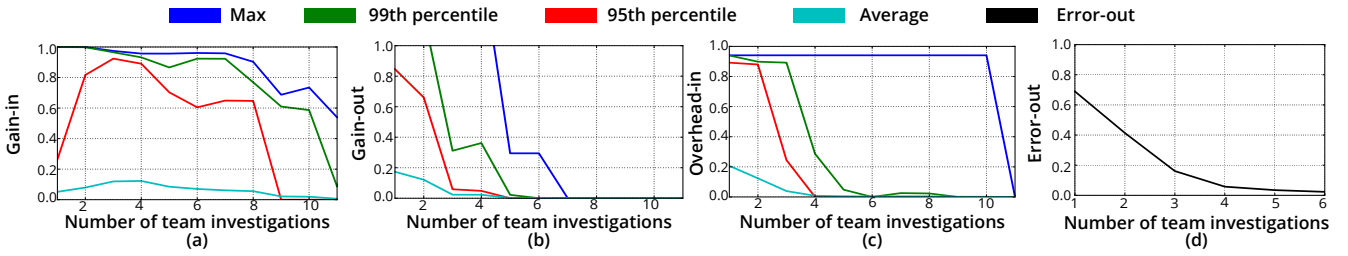 Max 99th percentile 95th percentile Average Error-out
Gain-in
1.0
0.8
0.6
0.4
0.2
0.0
2 4 6 8 10
Number of team investigations
(a)
Gain-out
1.0
0.8
0.6
0.4
0.2
0.0
2 4 6 8 10
Number of team investigations
(b)
Overhead-in
1.0
0.8
0.6
0.4
0.2
0.0
2 4 6 8 10
Number of team investigations
(c)
Error-out
1.0
0.8
0.6
0.4
0.2
0.0
1 2 3 4 5 6
Number of team investigations
(d)